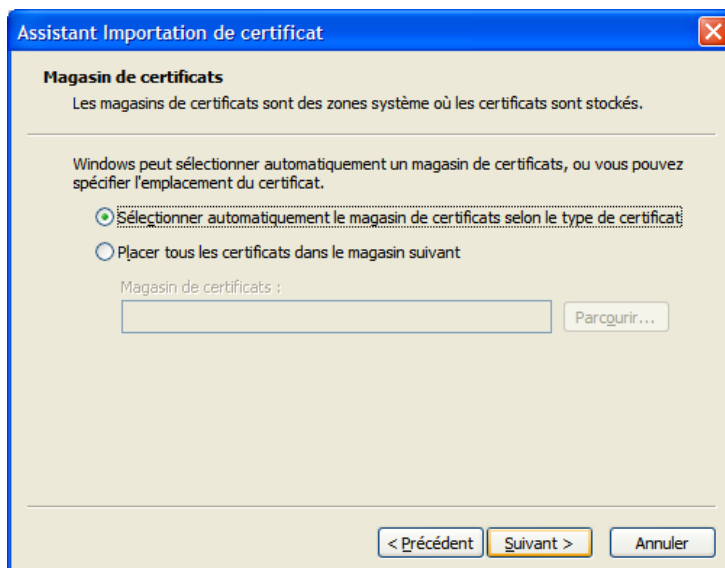 Assistant Importation de certificat
Magasin de certificats
Les magasins de certificats sont des zones système où les certificats sont stockés.
Windows peut sélectionner automatiquement un magasin de certificats, ou vous pouvez
spécifier l'emplacement du certificat.
Sélectionner automatiquement le magasin de certificats selon le type de certificat
Placer tous les certificats dans le magasin suivant
Magasin de certificats :
Parcourir...
< Précédent Suivant > Annuler